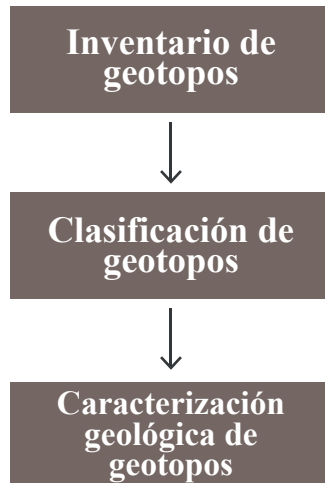 Inventario de
geotopos
Clasificación de
geotopos
Caracterización
geológica de
geotopos